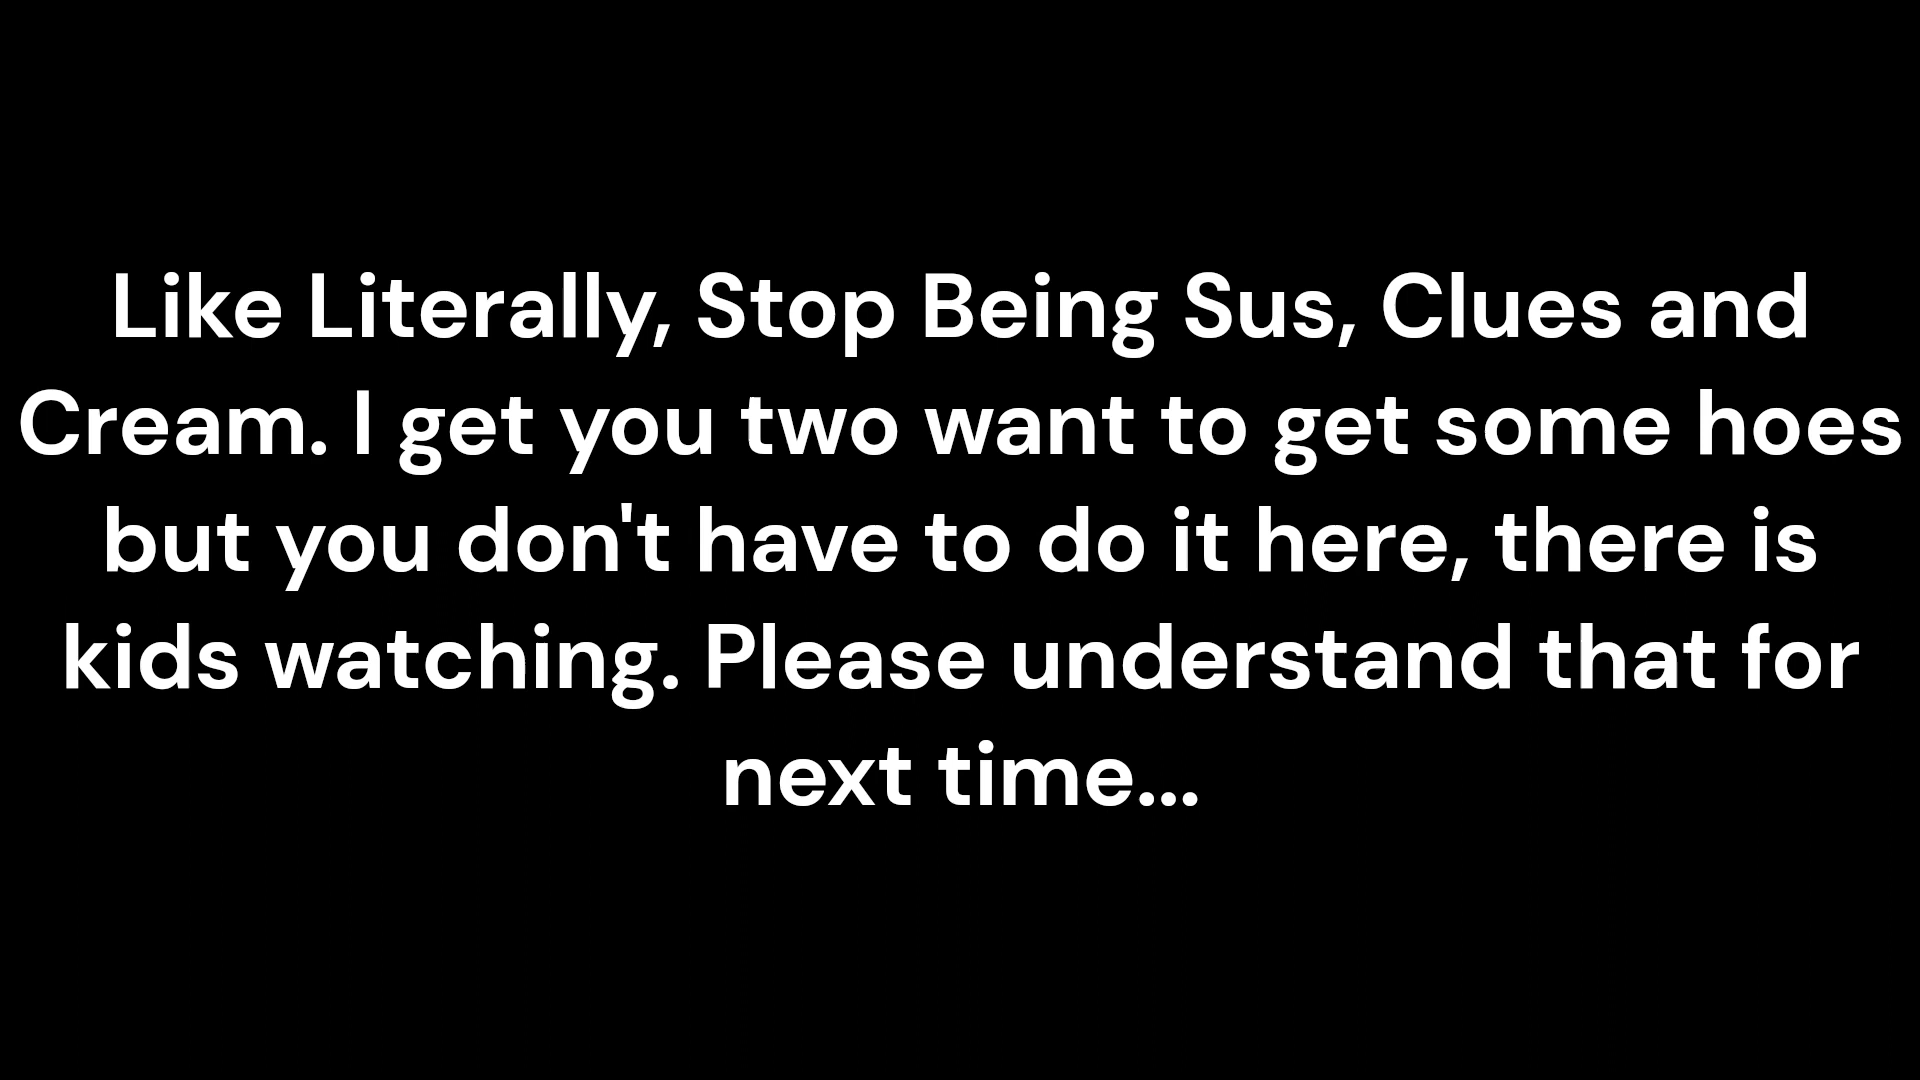 Like Literally, Stop Being Sus, Clues and
Cream. I get you two want to get some hoes
but you don't have to do it here, there is
kids watching. Please understand that for
next time...